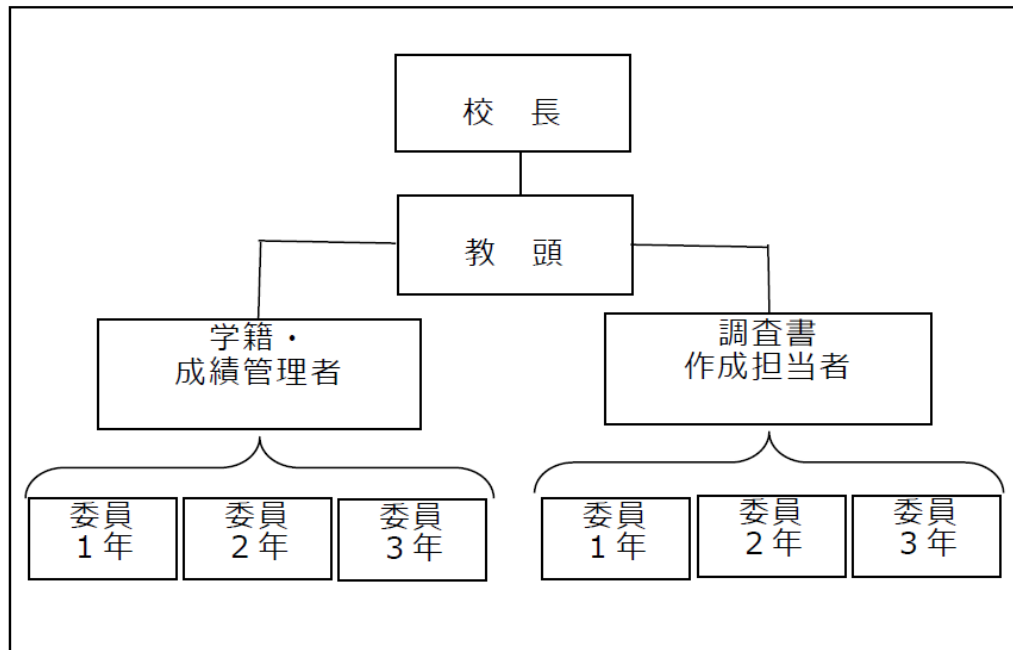 校　長
教　頭
学籍・
成績管理者
調査書
作成担当者
委員
１年
委員
２年
委員
３年
委員
１年
委員
２年
委員
３年